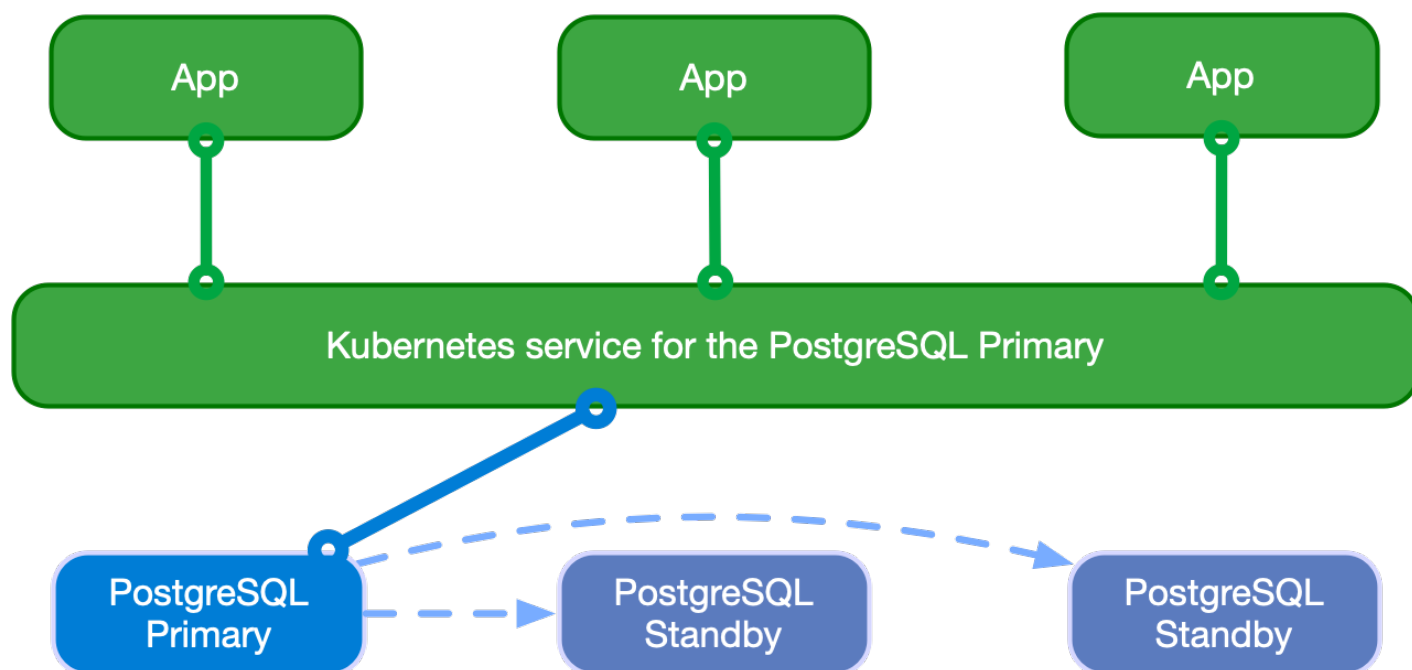 App
App
App
Kubernetes service for the PostgreSQL Primary
PostgreSQL
Primary
PostgreSQL
Standby
PostgreSQL
Standby